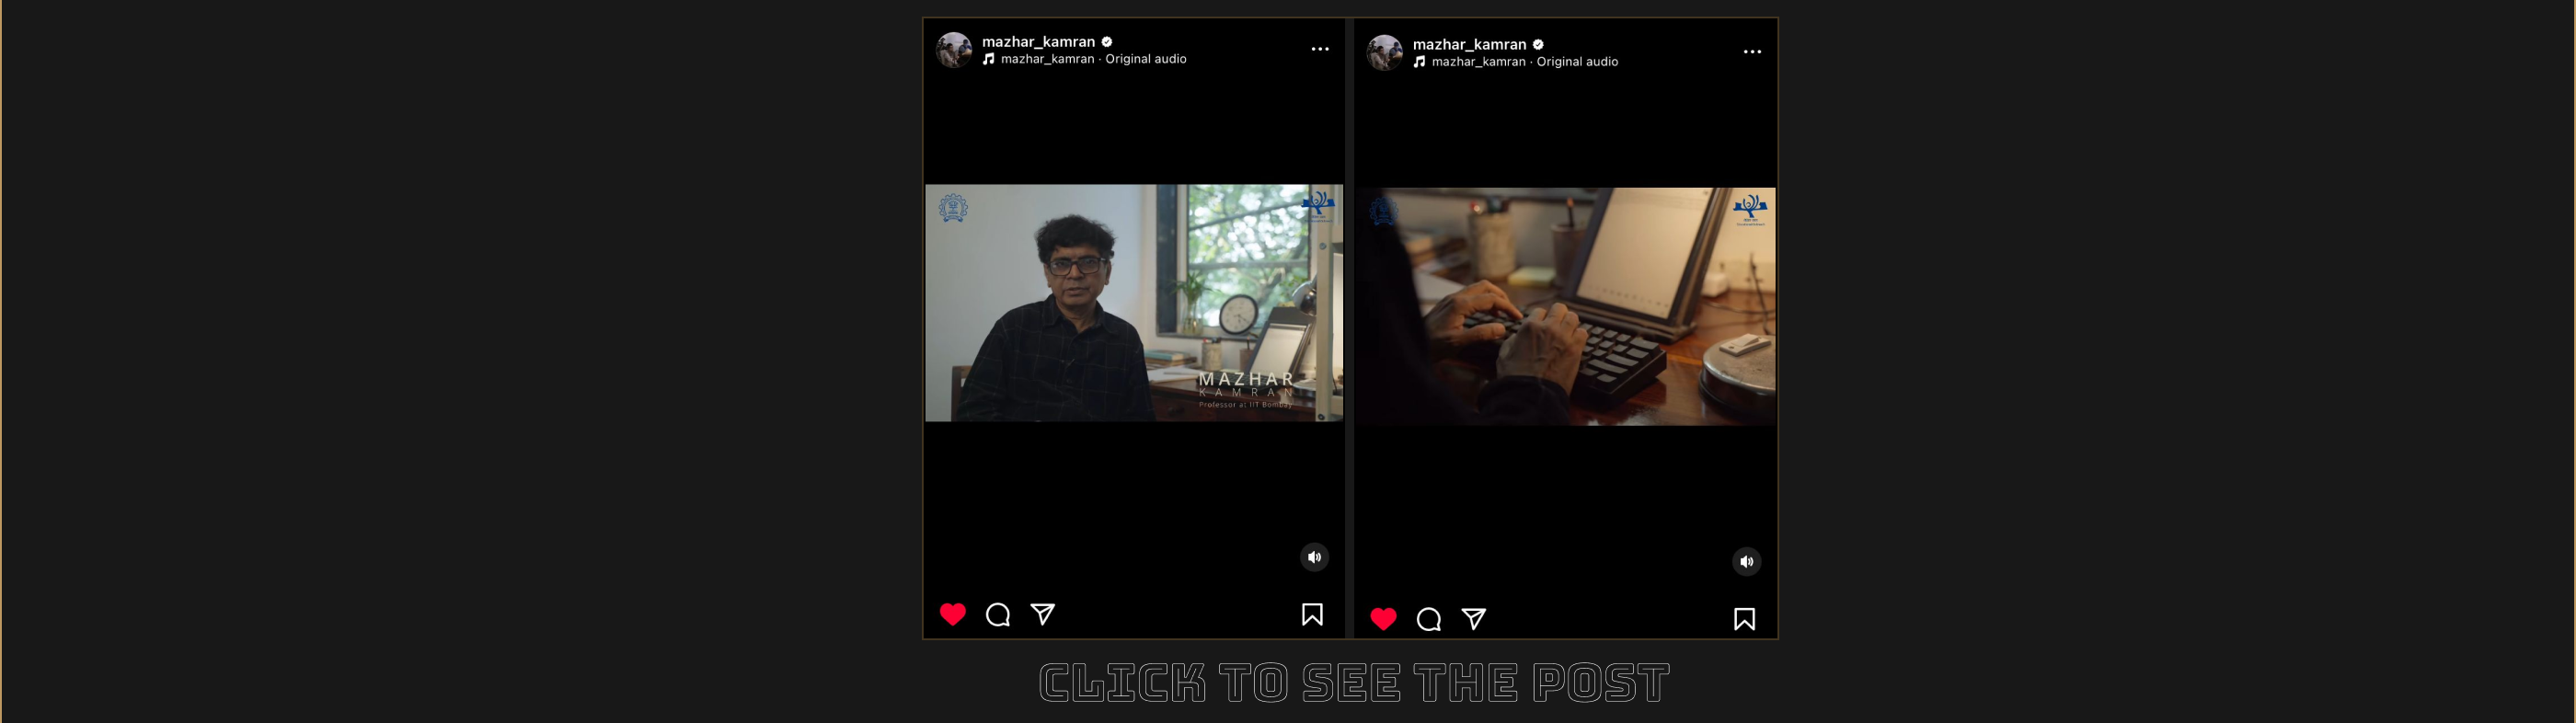 mazhar_kamran
mazhar_kamran · Original audio
MAZHAR
KAMRAN
Professor at IIT Bombay
mazhar_kamran
mazhar_kamran · Original audio
CLICK TO SEE THE POST